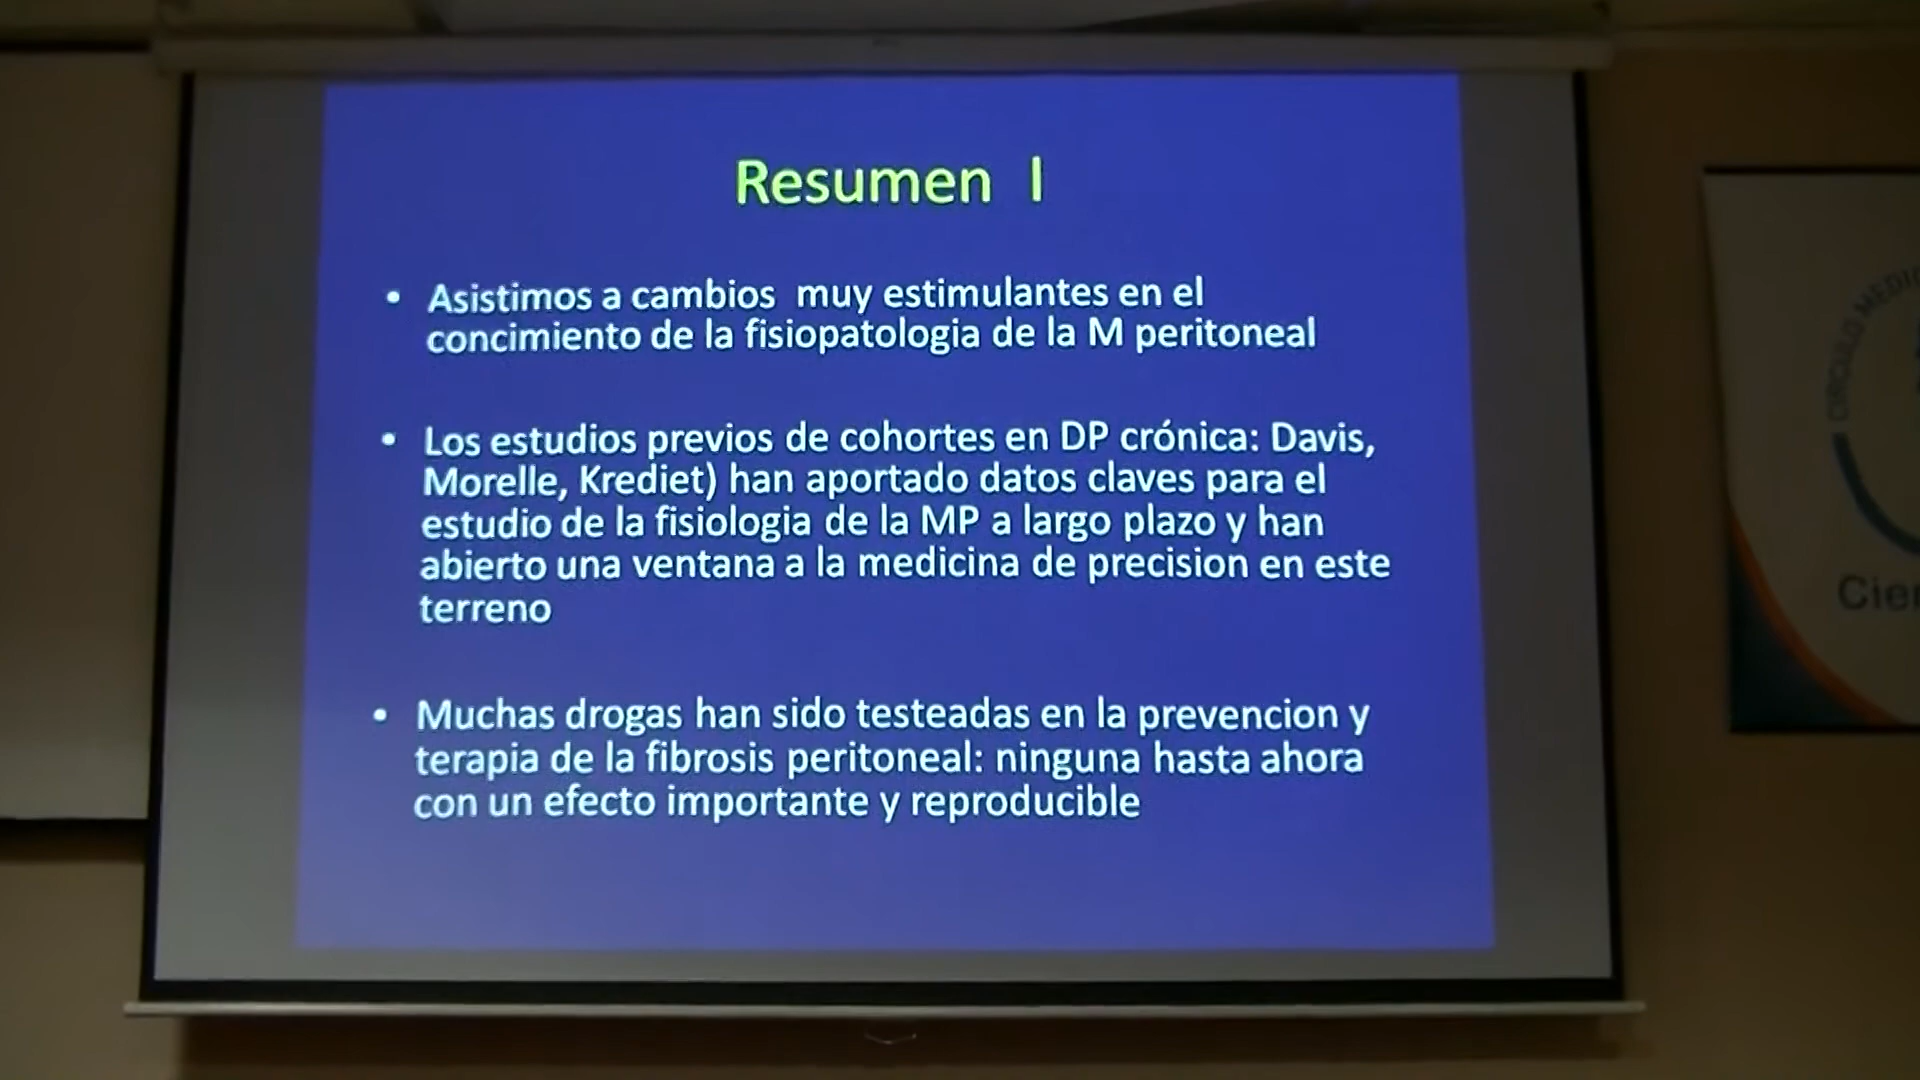 Resumen I
• Asistimos a cambios muy estimulantes en el
concimiento de la fisiopatologia de la M peritoneal
• Los estudios previos de cohortes en DP crónica: Davis,
Morelle, Krediet) han aportado datos claves para el
estudio de la fisiologia de la MP a largo plazo y han
abierto una ventana a la medicina de precision en este
terreno
• Muchas drogas han sido testeadas en la prevencion y
terapia de la fibrosis peritoneal: ninguna hasta ahora
con un efecto importante y reproducible
CIRCULO MEDIC
Cien